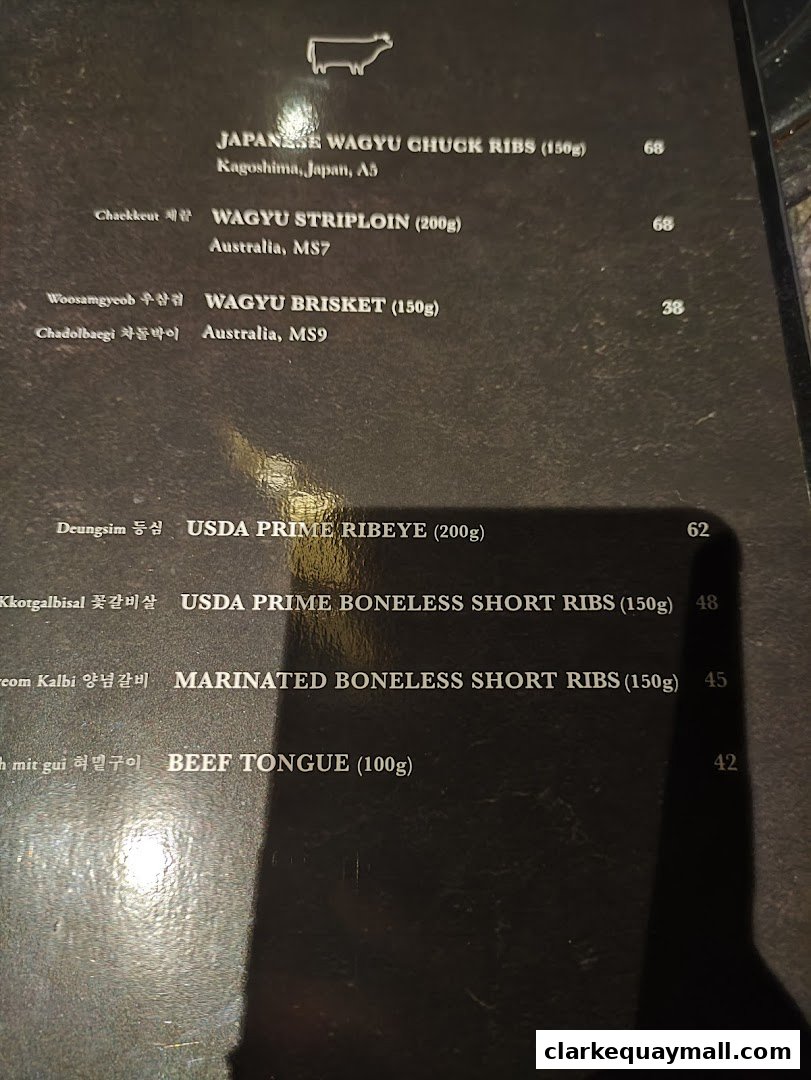 JAPANESE WAGYU CHUCK RIBS (150g) 68
Kagoshima, Japan, A5
Chaekkeut 채끝 WAGYU STRIPLOIN (200g) 68
Australia, MS7
Woosamgyeob 우삼겹 WAGYU BRISKET (150g) 38
Chadolbaegi 차돌박이 Australia, MS9
Deungsim 등심 USDA PRIME RIBEYE (200g) 62
Kkotgalbisal 꽃갈비살 USDA PRIME BONELESS SHORT RIBS (150g) 48
eom Kalbi 양념갈비 MARINATED BONELESS SHORT RIBS (150g) 45
mit gui 혀밑구이 BEEF TONGUE (100g) 42
clarkequaymall.com